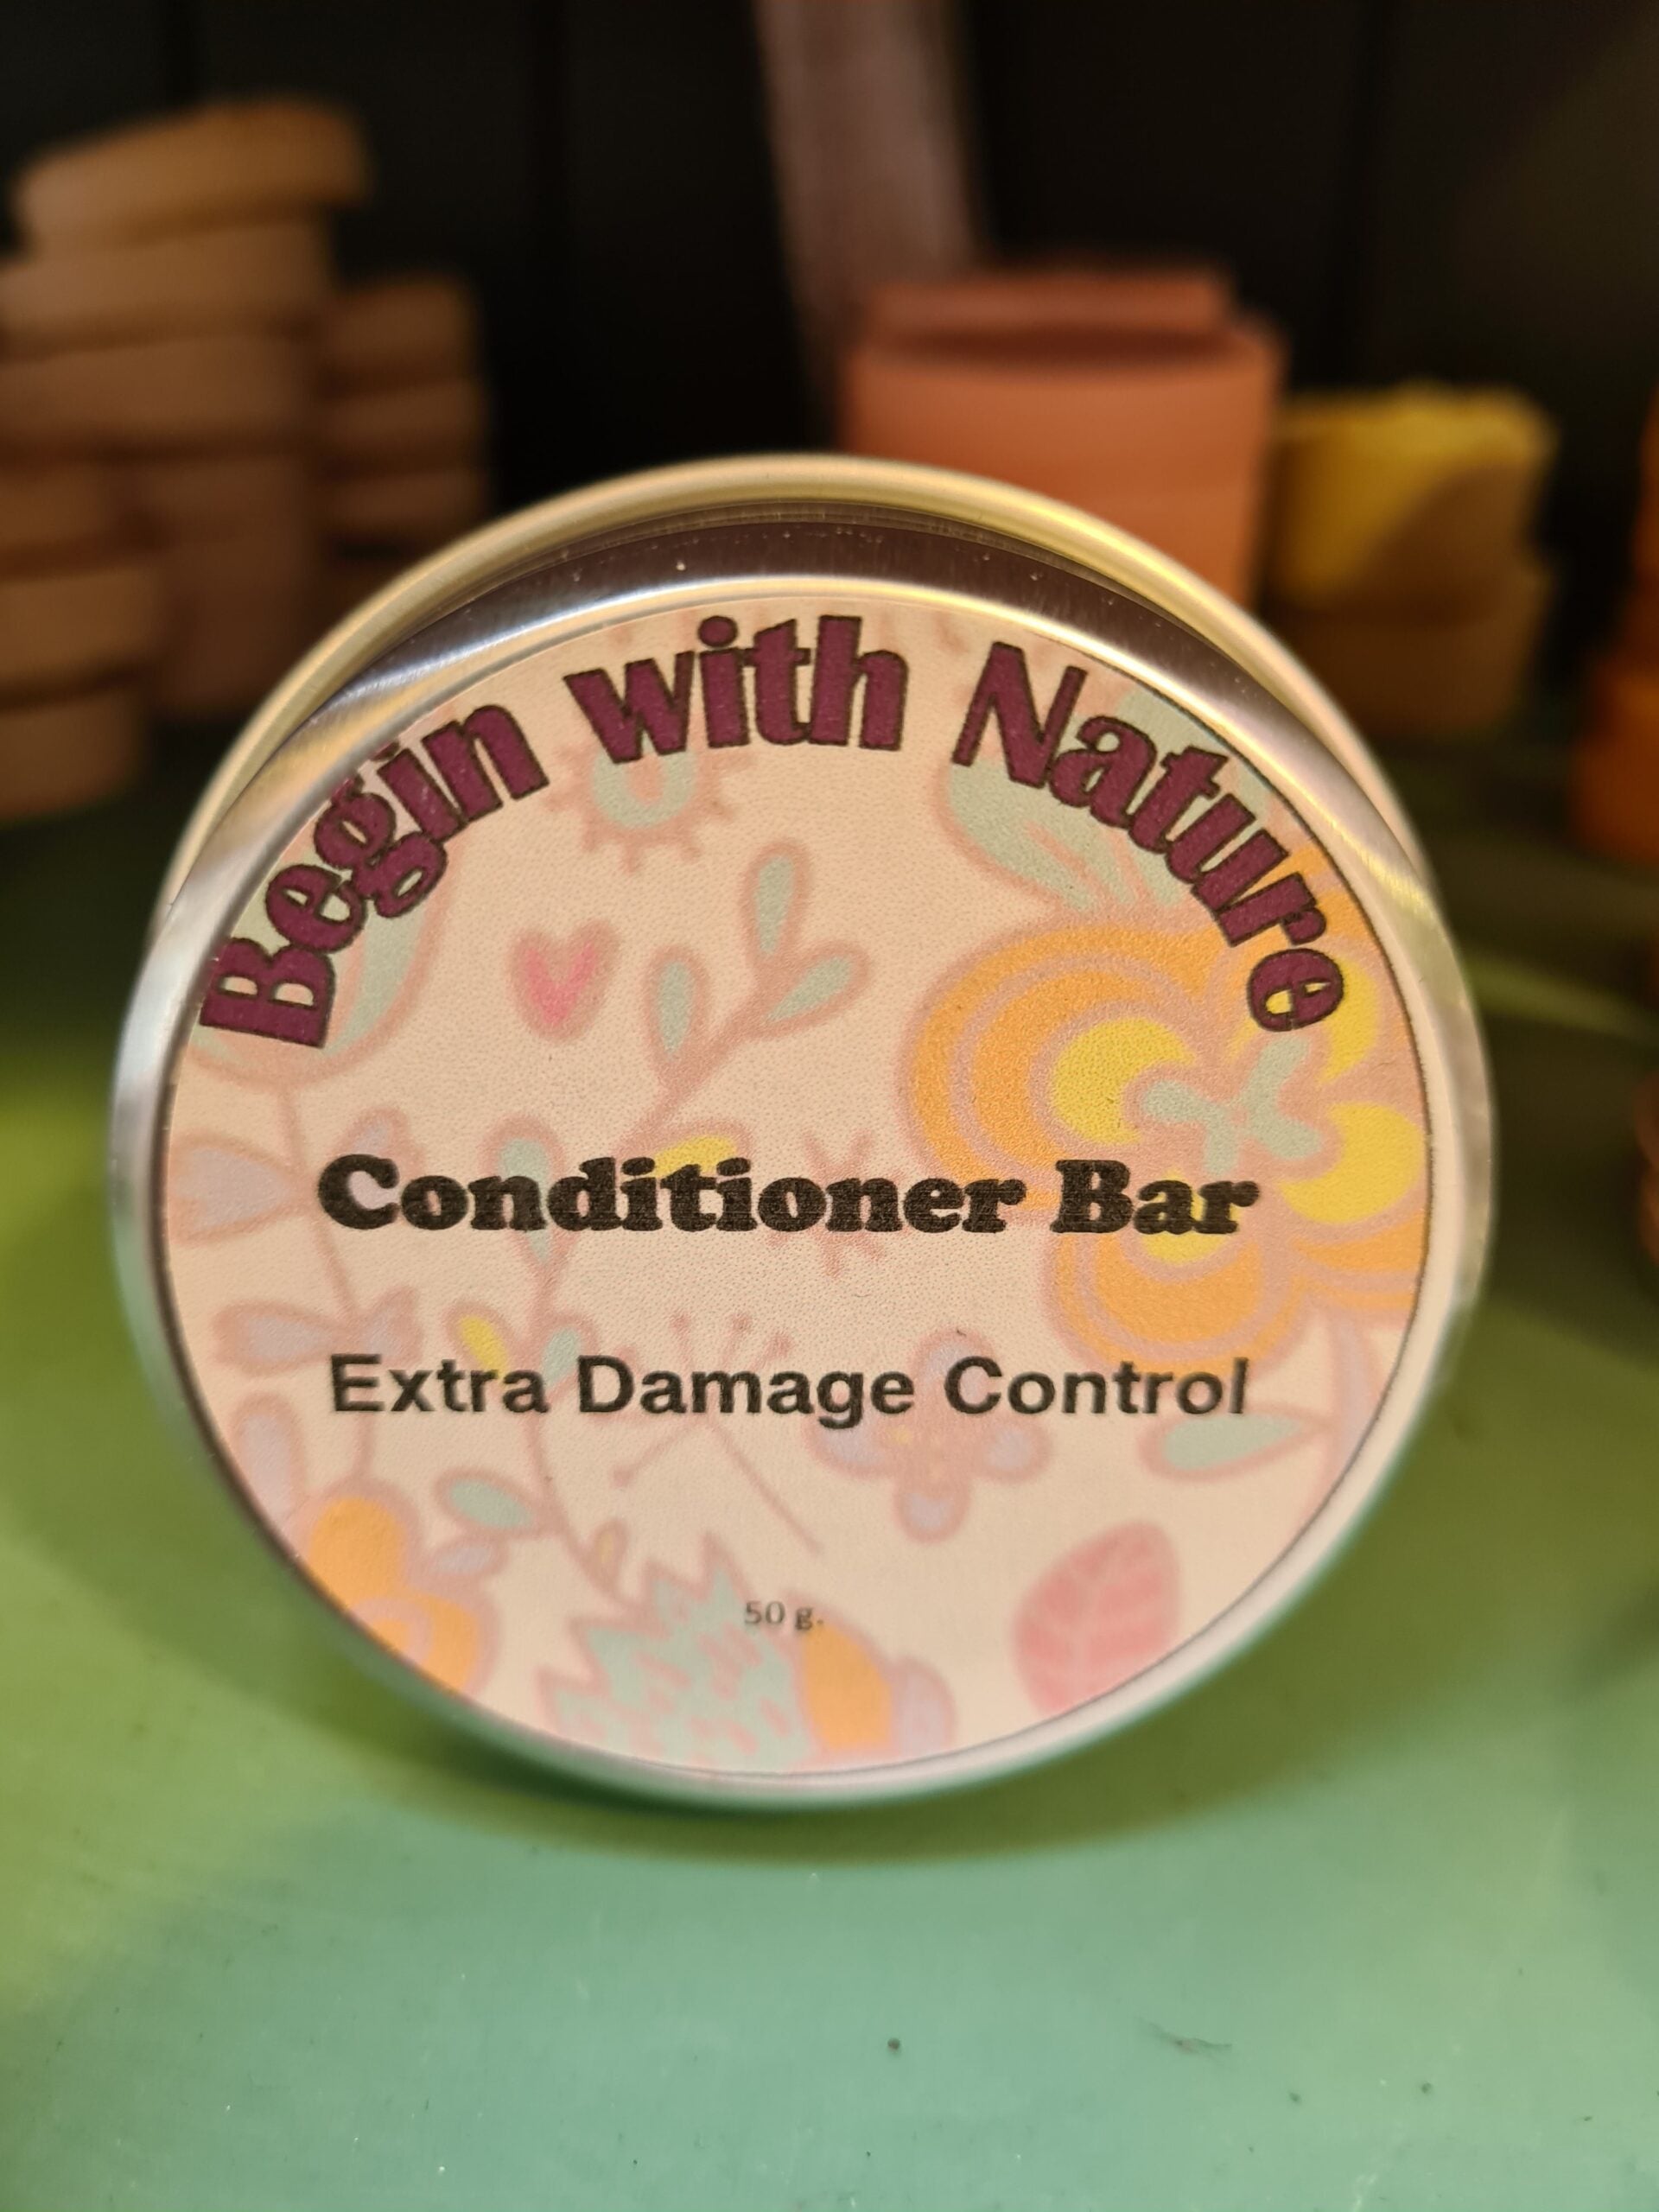 Begin with Nature
Conditioner Bar
Extra Damage Control
50 g.